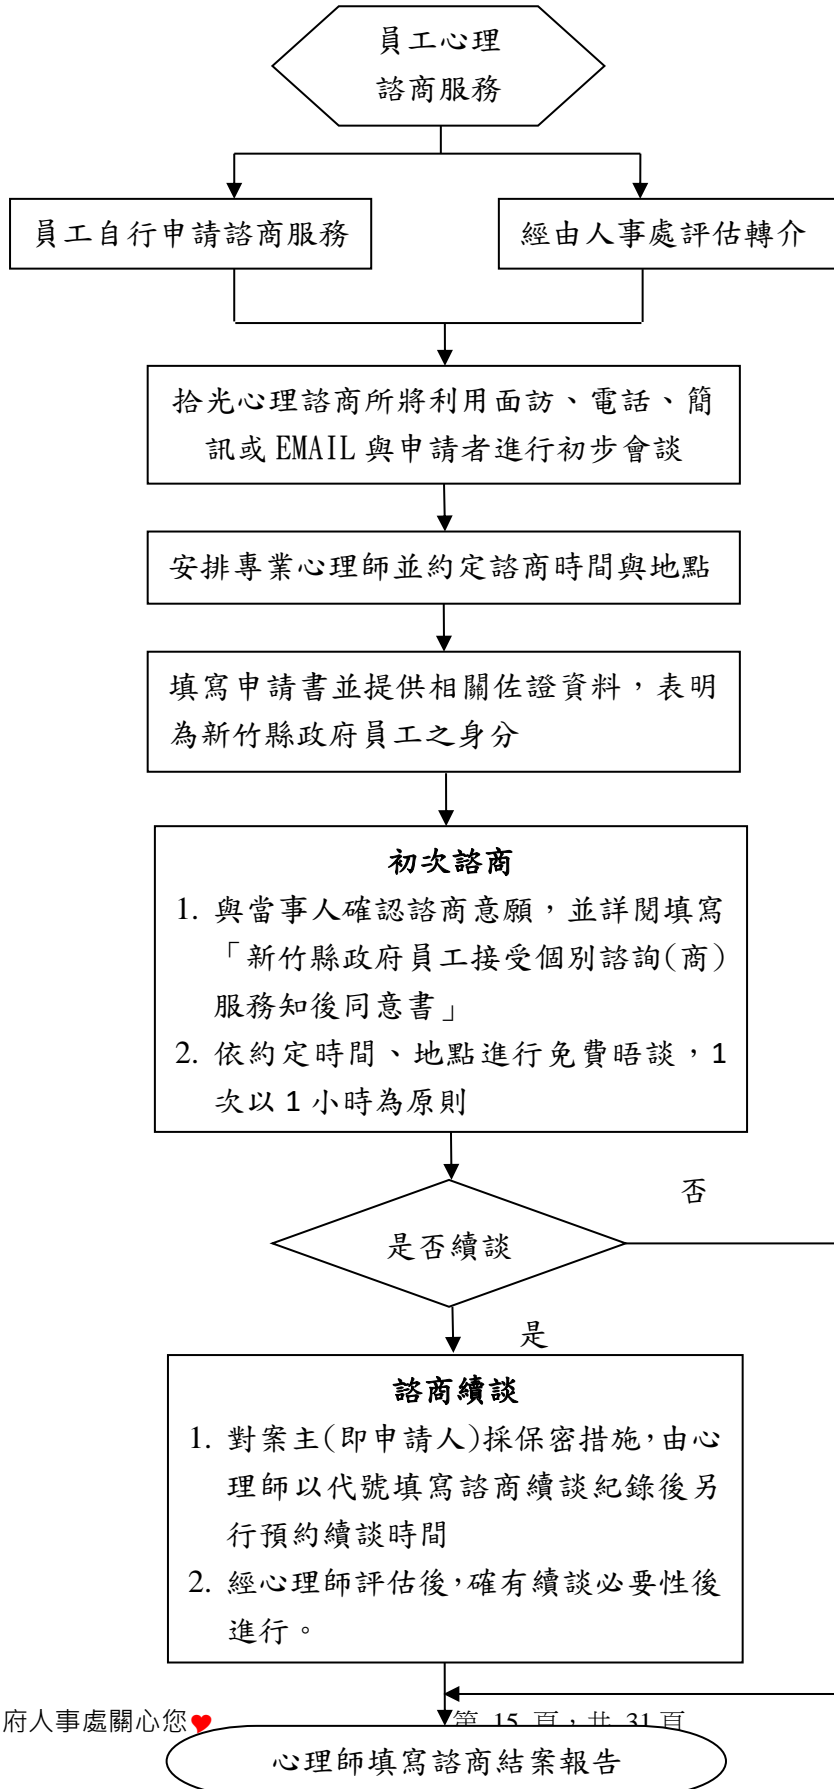 員工心理
諮商服務
員工自行申請諮商服務
經由人事處評估轉介
拾光心理諮商所將利用面訪、電話、簡
訊或 EMAIL 與申請者進行初步會談
安排專業心理師並約定諮商時間與地點
填寫申請書並提供相關佐證資料，表明
為新竹縣政府員工之身分
初次諮商
1. 與當事人確認諮商意願，並詳閱填寫
「新竹縣政府員工接受個別諮詢(商)
服務知後同意書」
2. 依約定時間、地點進行免費晤談，1
次以 1 小時為原則
否
是否續談
是
諮商續談
1. 對案主(即申請人)採保密措施，由心
理師以代號填寫諮商續談紀錄後另
行預約續談時間
2. 經心理師評估後，確有續談必要性後
進行。
府人事處關心您
第 15 頁，共 31 頁
心理師填寫諮商結案報告